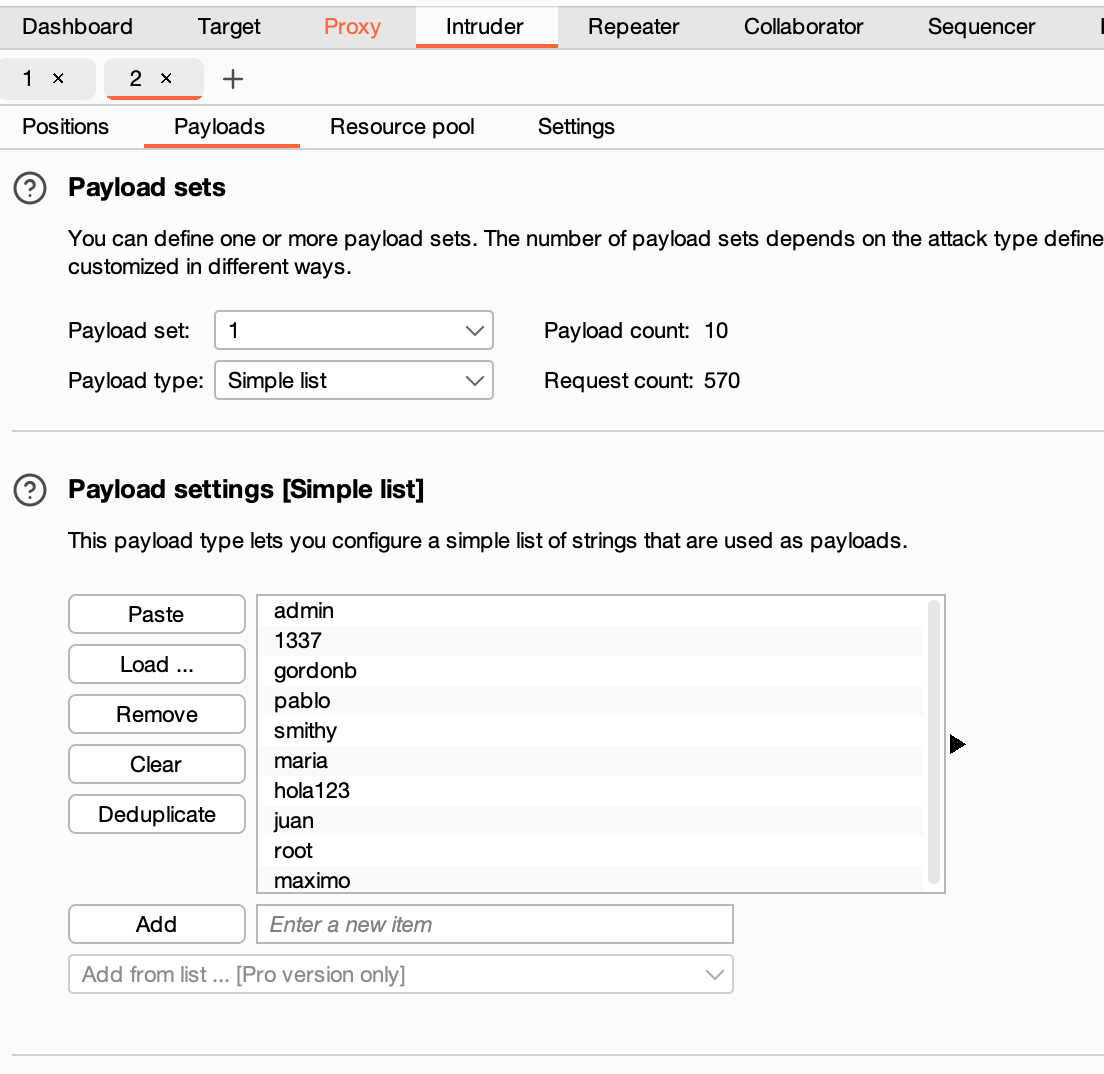 Dashboard Target Proxy Intruder Repeater Collaborator Sequencer
1 × 2 × +
Positions Payloads Resource pool Settings
? Payload sets
You can define one or more payload sets. The number of payload sets depends on the attack type define
customized in different ways.
Payload set: 1 Payload count: 10
Payload type: Simple list Request count: 570
? Payload settings [Simple list]
This payload type lets you configure a simple list of strings that are used as payloads.
Paste
Load ...
Remove
Clear
Deduplicate
admin
1337
gordonb
pablo
smithy
maria
hola123
juan
root
maximo
Add Enter a new item
Add from list ... [Pro version only]